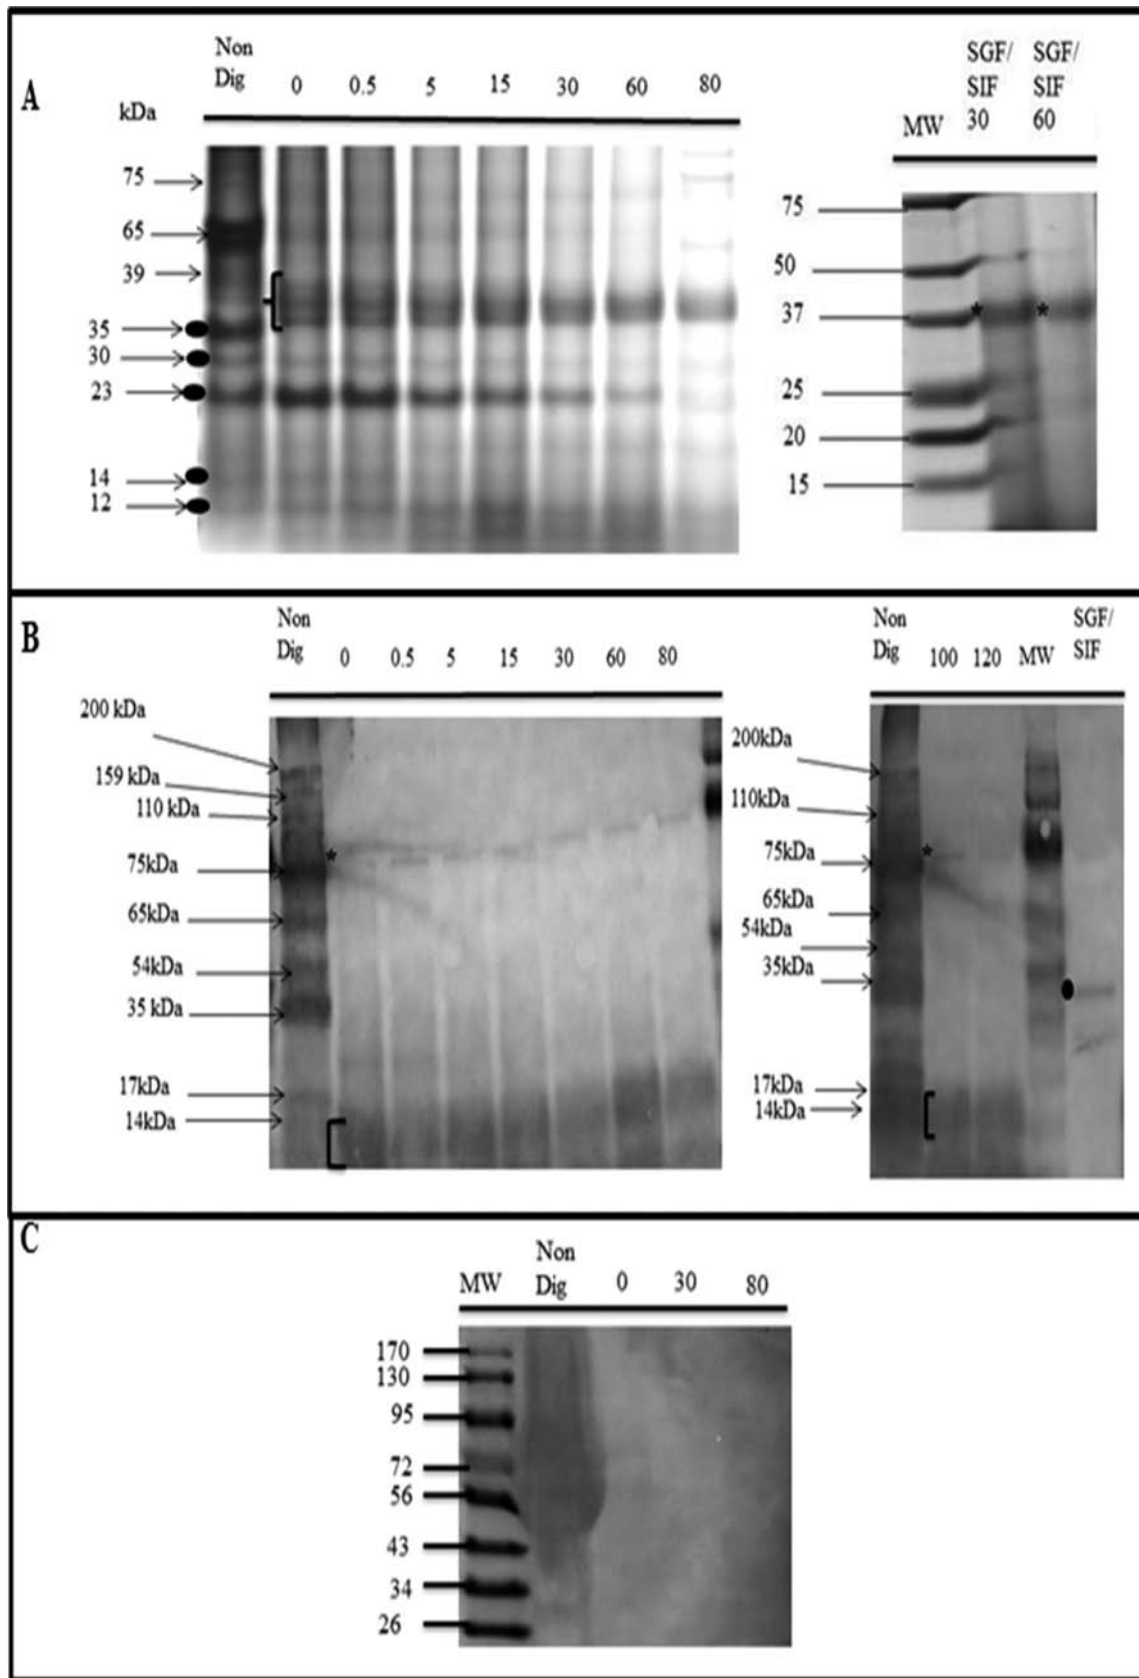 A
Non
Dig
0 0.5 5 15 30 60 80
kDa
75
65
39
35
30
23
14
12
SGF/ SGF/
SIF SIF
MW 30 60
75
50
37
25
20
15
* *
B
Non
Dig 0 0.5 5 15 30 60 80
200 kDa
159 kDa
110 kDa
75kDa
65kDa
54kDa
35 kDa
17kDa
14kDa
*
Non SGF/
Dig 100 120 MW SIF
200kDa
110kDa
75kDa
65kDa
54kDa
35kDa
17kDa
14kDa
*
C
Non
MW Dig 0 30 80
170
130
95
72
56
43
34
26